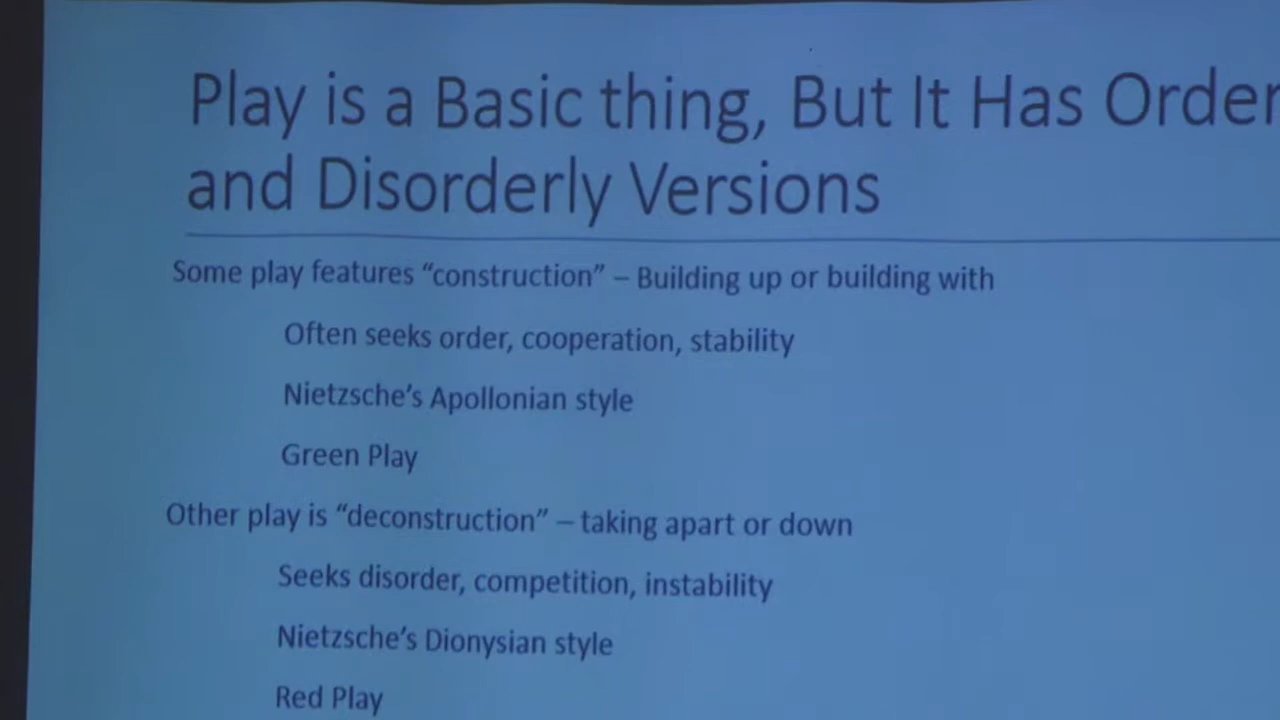 Play is a Basic thing, But It Has Order
and Disorderly Versions
Some play features “construction” – Building up or building with
Often seeks order, cooperation, stability
Nietzsche’s Apollonian style
Green Play
Other play is “deconstruction” – taking apart or down
Seeks disorder, competition, instability
Nietzsche’s Dionysian style
Red Play